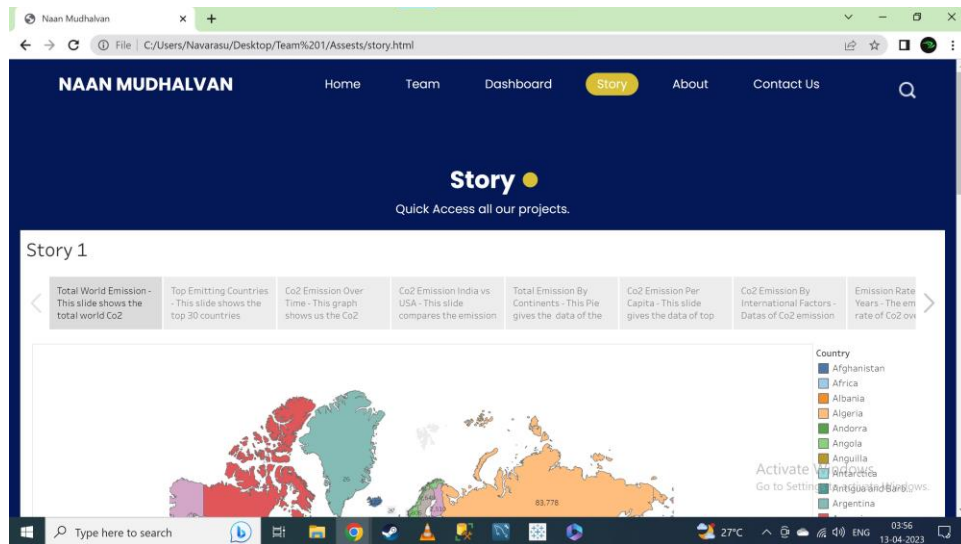 Naan Mudhalvan
File C:/Users/Navarasu/Desktop/Team%201/Assests/story.html
NAAN MUDHALVAN Home Team Dashboard Story About Contact Us
Story
Quick Access all our projects.
Story 1
Total World Emission -
This slide shows the
total world Co2
Top Emitting Countries
- This slide shows the
top 30 countries
Co2 Emission Over
Time - This graph
shows us the Co2
Co2 Emission India vs
USA - This slide
compares the emission
Total Emission By
Continents - This Pie
gives the data of the
Co2 Emission Per
Capita - This slide
gives the data of top
Co2 Emission By
International Factors -
Datas of Co2 emission
Emission Rate
Years - The em
rate of Co2 ov
Country
Afghanistan
Africa
Albania
Algeria
Andorra
Angola
Anguilla
Antarctica
Antigua and Barb..
Argentina
26
83,778
Activate Windows
Go to Settings to activate Windows.
Type here to search
27°C ENG 03:56
13-04-2023